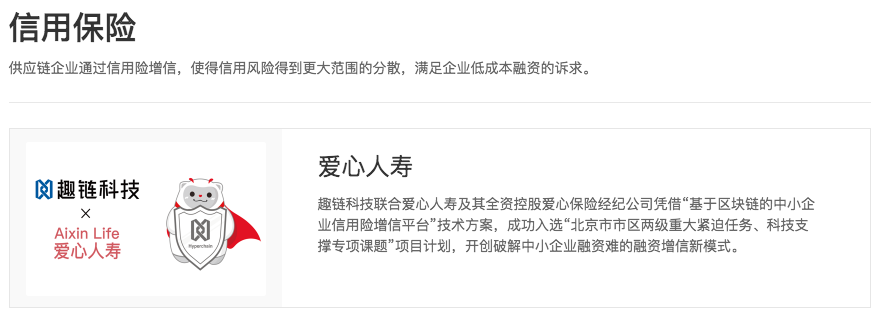 信用保险
供应链企业通过信用险增信，使得信用风险得到更大范围的分散，满足企业低成本融资的诉求。
趣链科技
×
Aixin Life
爱心人寿
Hyperchain
爱心人寿
趣链科技联合爱心人寿及其全资控股爱心保险经纪公司凭借“基于区块链的中小企
业信用险增信平台”技术方案，成功入选“北京市市区两级重大紧迫任务、科技支
撑专项课题”项目计划，开创破解中小企业融资难的融资增信新模式。